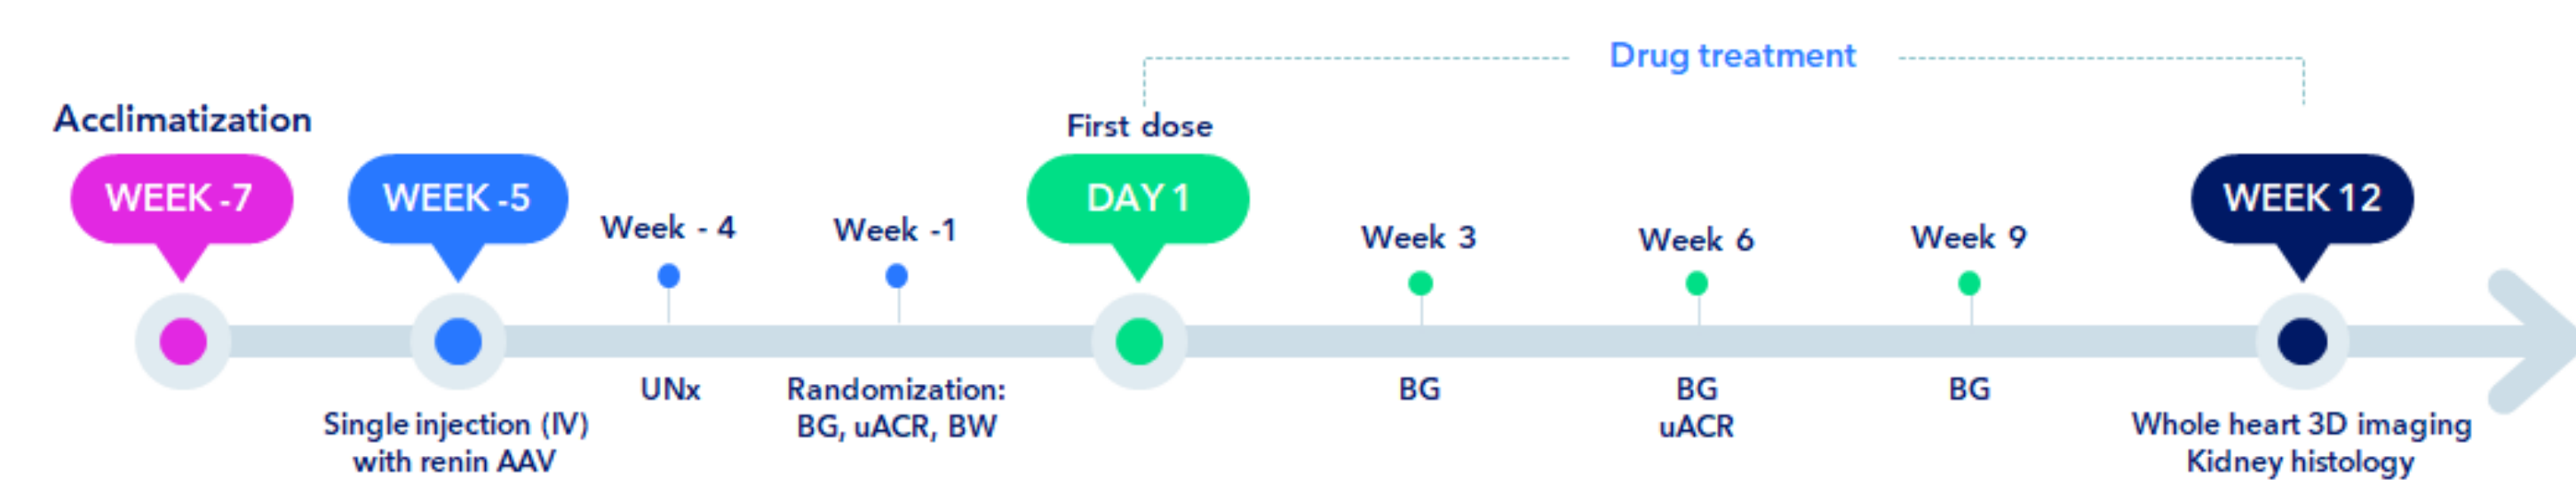 Drug treatment
Acclimatization
First dose
WEEK -7
WEEK -5
DAY 1
WEEK 12
Week - 4
Week -1
Week 3
Week 6
Week 9
UNx
Randomization:
BG, uACR, BW
BG
BG
uACR
BG
Single injection (IV)
with renin AAV
Whole heart 3D imaging
Kidney histology